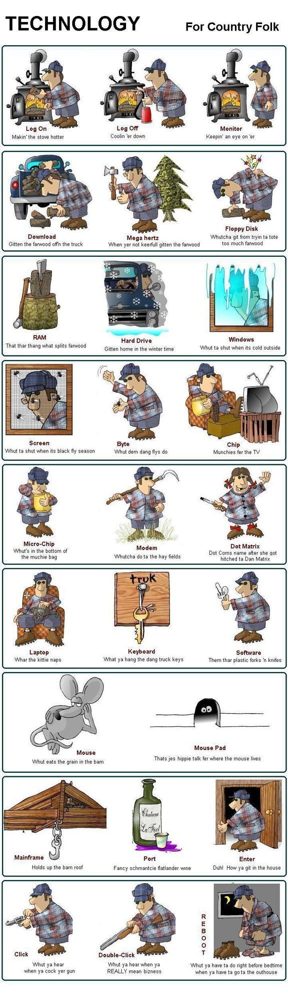 TECHNOLOGY For Country Folk
Log On
Makin' the stove hotter
Log Off
Coolin 'er down
Monitor
Keepin' an eye on 'er
Download
Gitten the farwood off'n the truck
Mega hertz
When yer not keerfull gitten the farwood
Floppy Disk
Whutcha git from tryin ta tote
too much farwood
RAM
That thar thang what splits farwood
Hard Drive
Gitten home in the winter time
Windows
Whut ta shut when its cold outside
Screen
Whut ta shut when its black fly season
Byte
Whut dem dang flys do
Chip
Munchies fer the TV
Micro-Chip
Whut's in the bottom of
the muchie bag
Modem
Whutcha do ta the hay fields
Dot Matrix
Dot Coms name after she got
hitched ta Dan Matrix
Laptop
Whar the kittie naps
truk
Keyboard
What ya hang the dang truck keys
Software
Them thar plastic forks 'n knifes
Mouse
Whut eats the grain in the barn
Mouse Pad
Thats jes hippie talk fer where the mouse lives
Mainframe
Holds up the barn roof
Chateau
La Foot
Port
Fancy schmantcie flatlander wine
Enter
Duh! How ya git in the house
Click
Whut ya hear
when ya cock yer gun
Double-Click
Whut ya hear when ya
REALLY mean bizness
REBOOT
Whut ya have ta do right before bedtime
when ya have ta go ta the outhouse